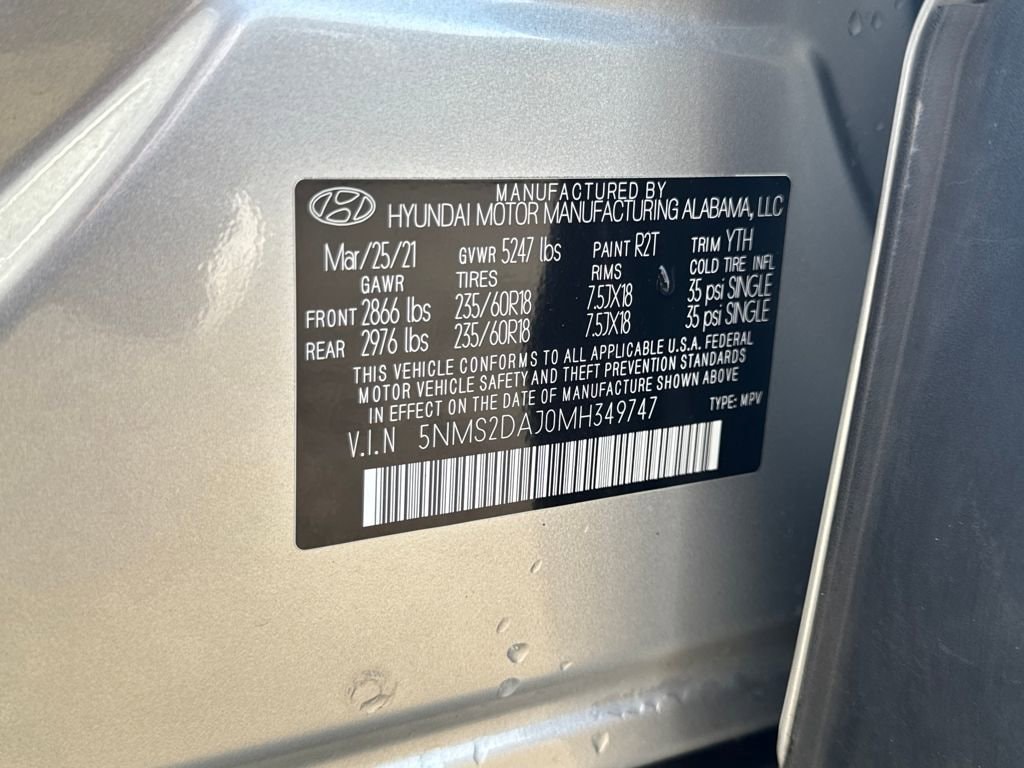 MANUFACTURED BY
HYUNDAI MOTOR MANUFACTURING ALABAMA, LLC
Mar/25/21 GVWR 5247 lbs PAINT R2T TRIM YTH
GAWR TIRES RIMS COLD TIRE INFL
FRONT 2866 lbs 235/60R18 7.5JX18 35 psi SINGLE
REAR 2976 lbs 235/60R18 7.5JX18 35 psi SINGLE
THIS VEHICLE CONFORMS TO ALL APPLICABLE U.S.A. FEDERAL
MOTOR VEHICLE SAFETY AND THEFT PREVENTION STANDARDS
IN EFFECT ON THE DATE OF MANUFACTURE SHOWN ABOVE
V.I.N 5NMS2DAJ0MH349747 TYPE: MPV